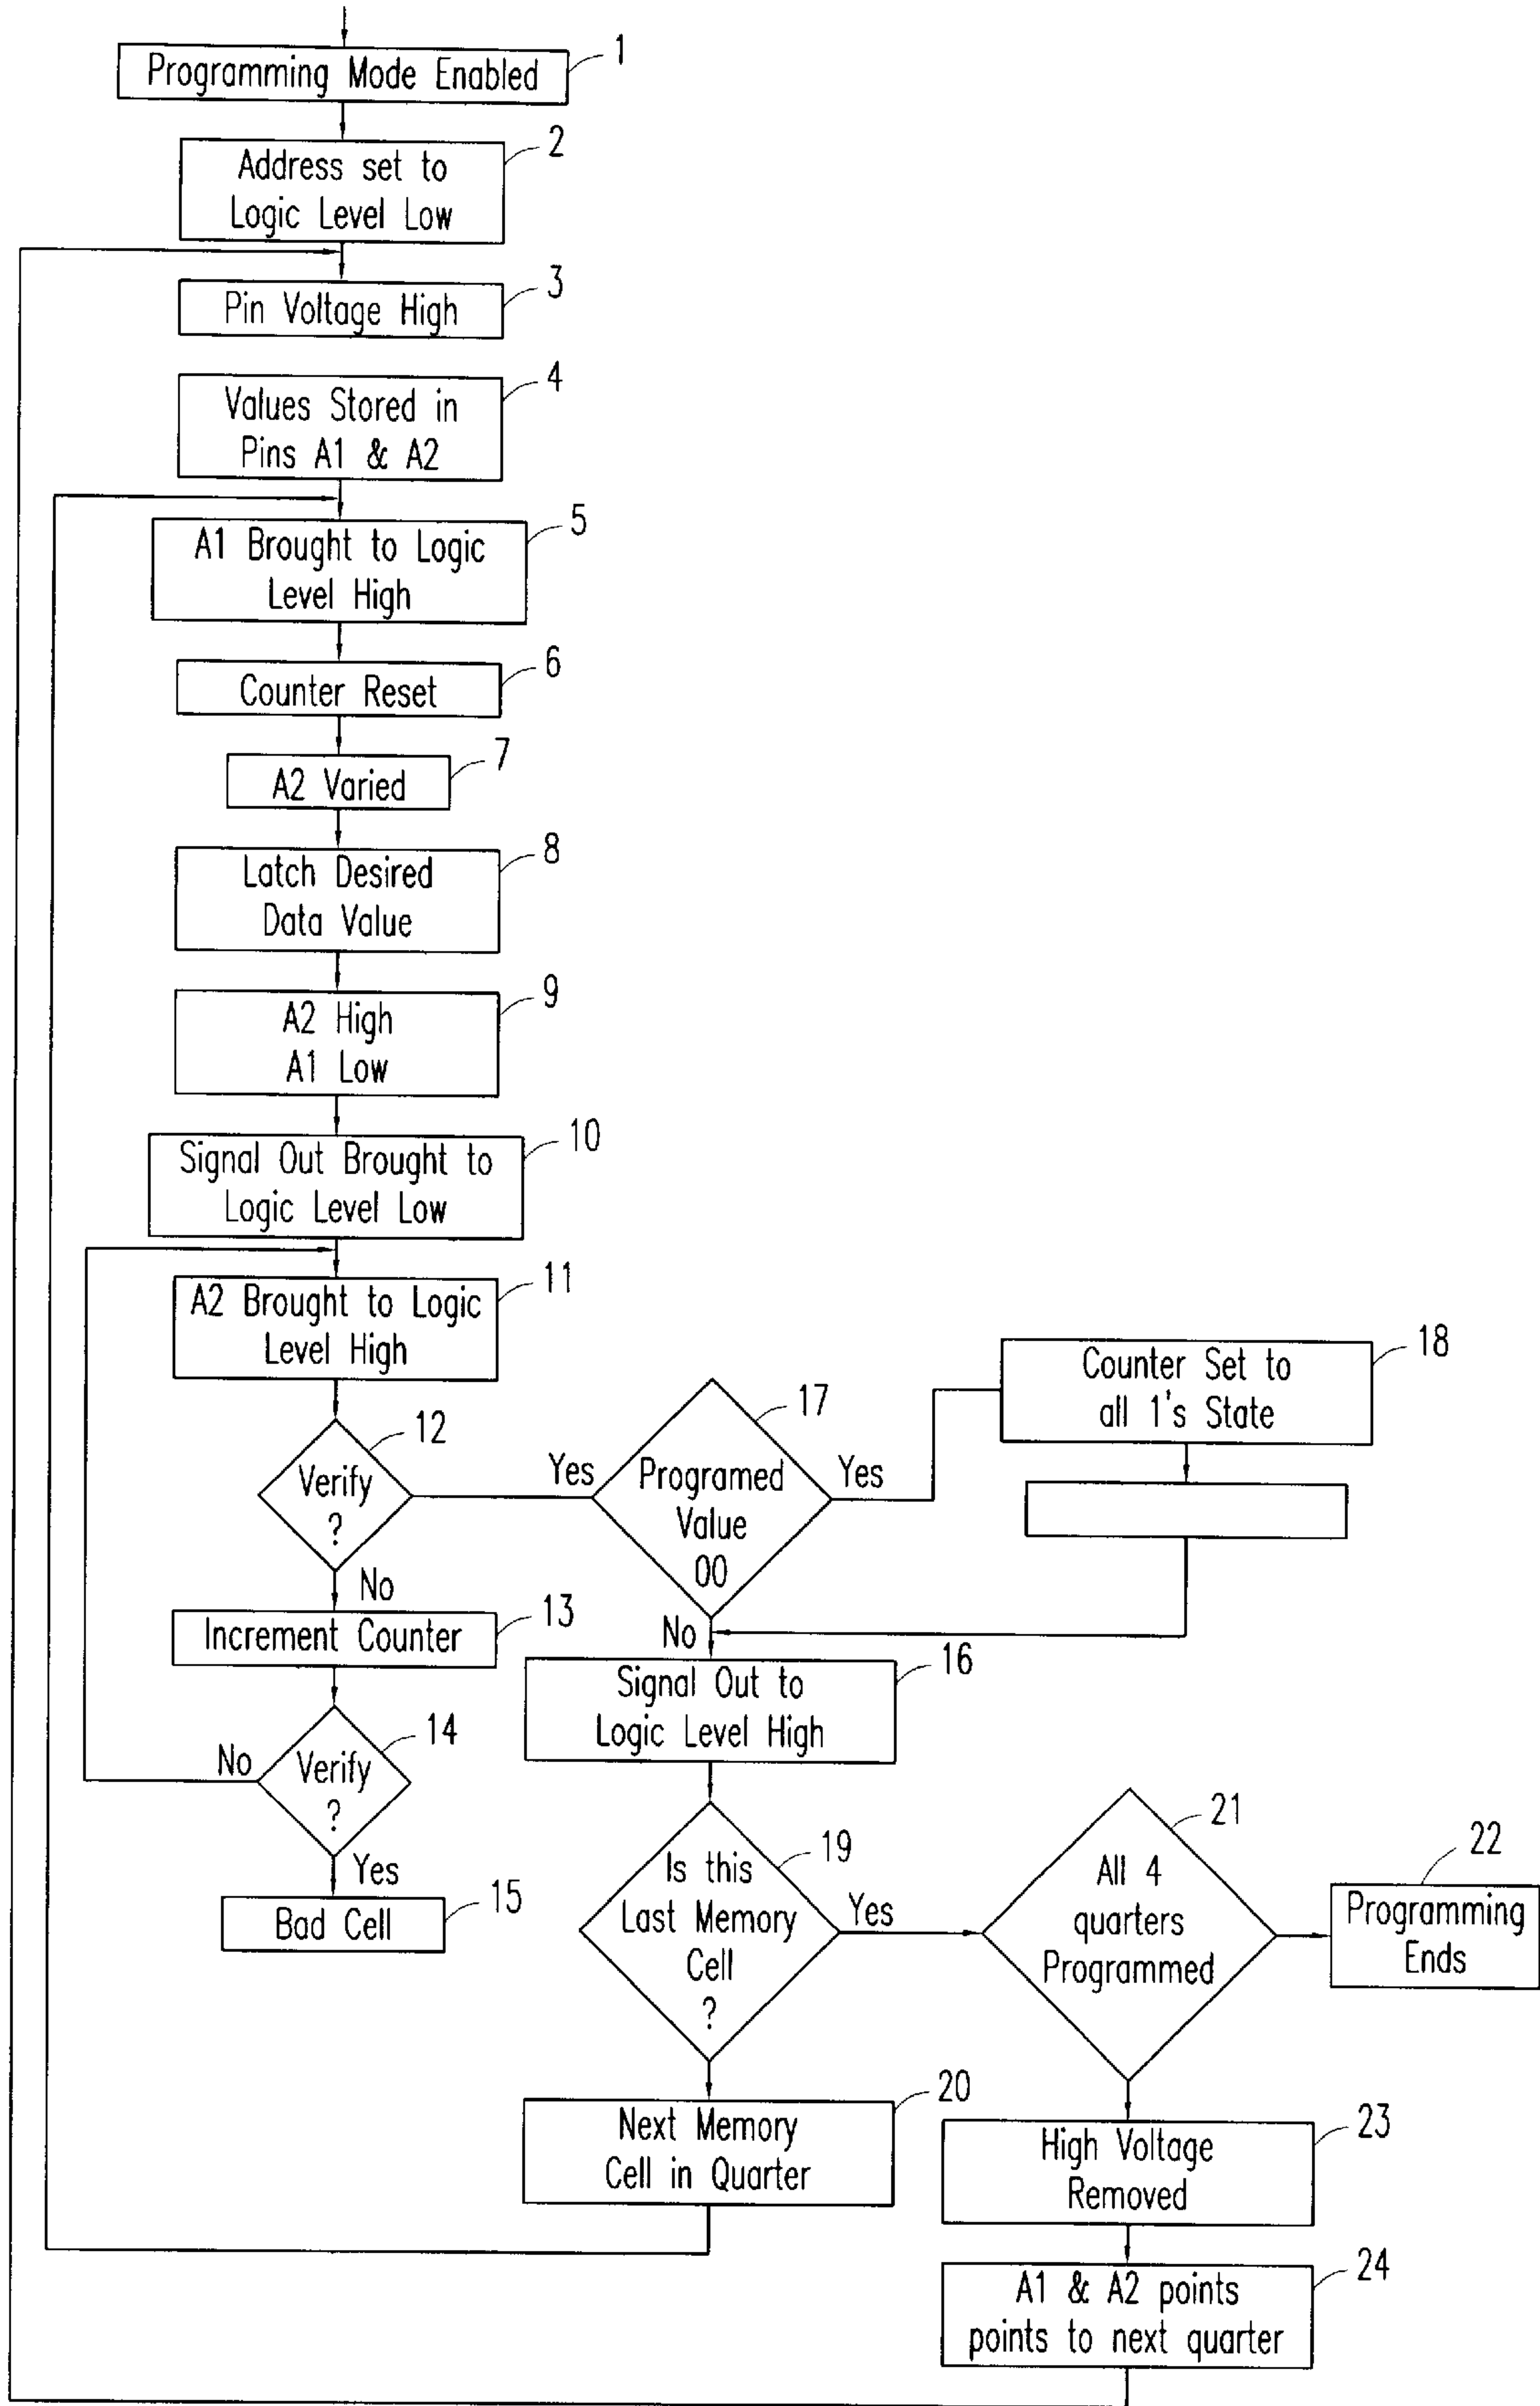 Programming Mode Enabled
1
Address set to
Logic Level Low
2
Pin Voltage High
3
Values Stored in
Pins A1 & A2
4
A1 Brought to Logic
Level High
5
Counter Reset
6
A2 Varied
7
Latch Desired
Data Value
8
A2 High
A1 Low
9
Signal Out Brought to
Logic Level Low
10
A2 Brought to Logic
Level High
11
Verify
?
12
Yes
No
Programed
Value
00
17
Yes
No
Counter Set to
all 1's State
18
Increment Counter
13
Verify
?
14
No
Yes
Bad Cell
15
Signal Out to
Logic Level High
16
Is this
Last Memory
Cell
?
19
Yes
All 4
quarters
Programmed
21
Programming
Ends
22
Next Memory
Cell in Quarter
20
High Voltage
Removed
23
A1 & A2 points
points to next quarter
24